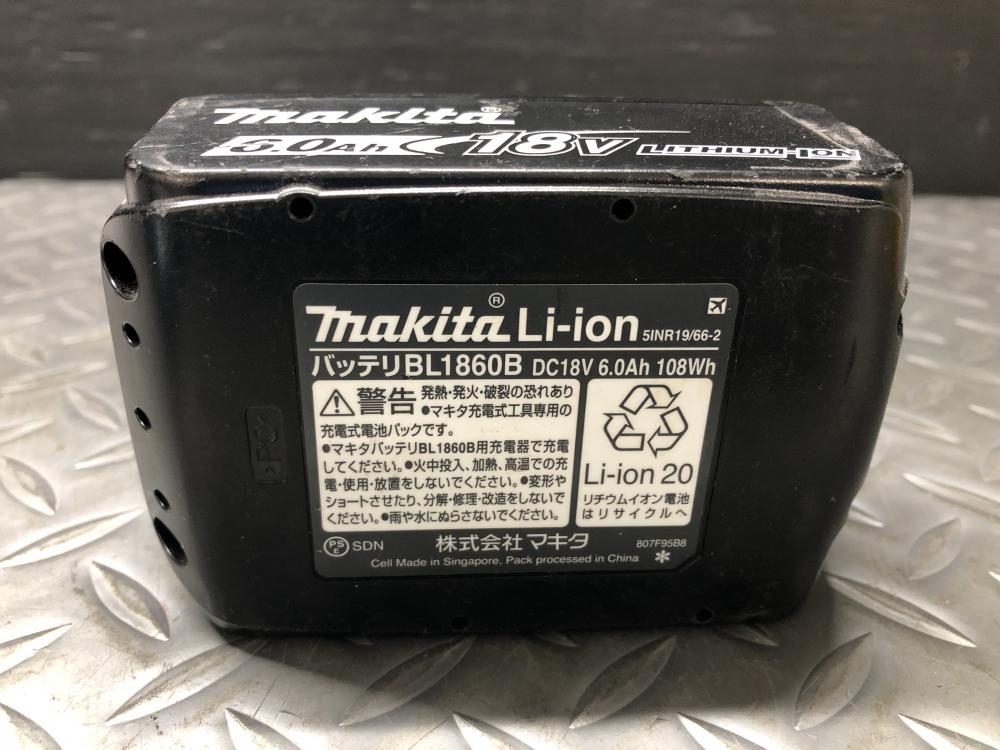 makita®
6.0Ah 18V LITHIUM-ION
makita® Li-ion 5INR19/66-2
バッテリBL1860B DC18V 6.0Ah 108Wh
警告 発熱・発火・破裂の恐れあり
●マキタ充電式工具専用の
充電式電池パックです。
●マキタバッテリBL1860B用充電器で充電
してください。●火中投入、加熱、高温での充
電・使用・放置をしないでください。●変形や
ショートさせたり、分解・修理・改造をしないで
ください。●雨や水にぬらさないでください。
Li-ion 20
リチウムイオン電池
はリサイクルへ
PSE SDN 株式会社マキタ 807F95B8
Cell Made in Singapore, Pack processed in China *
>PC<